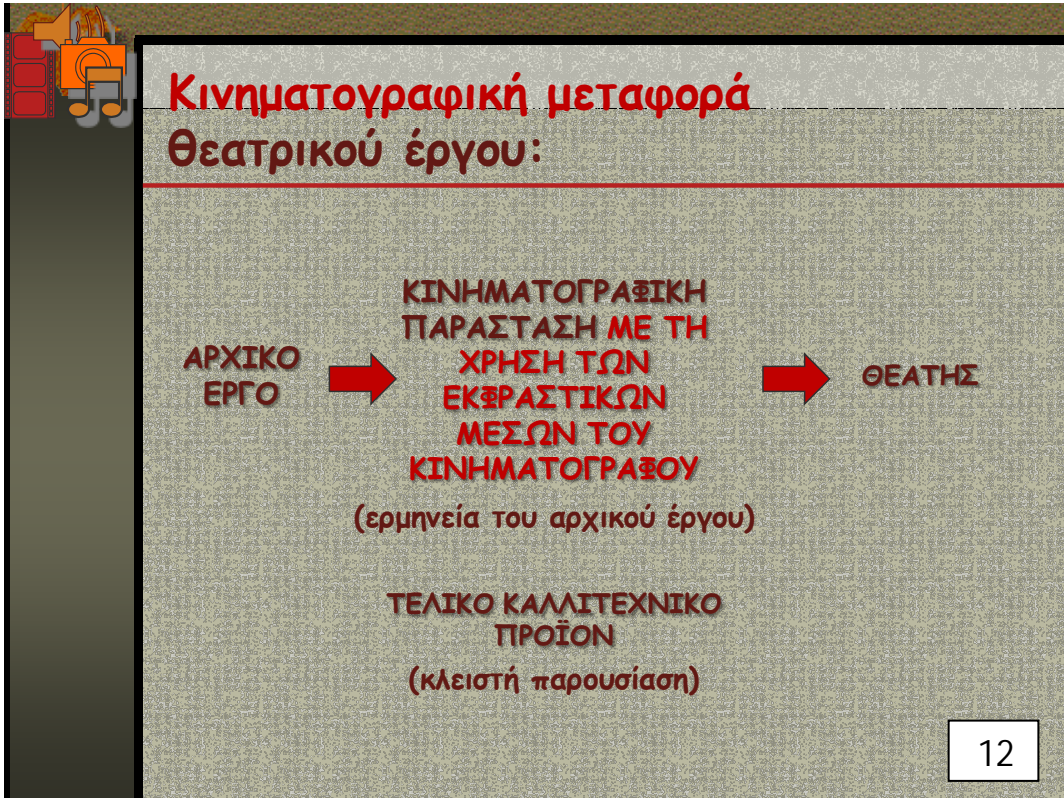 Κινηματογραφική μεταφορά
θεατρικού έργου:
ΑΡΧΙΚΟ
ΕΡΓΟ
ΚΙΝΗΜΑΤΟΓΡΑΦΙΚΗ
ΠΑΡΑΣΤΑΣΗ ΜΕ ΤΗ
ΧΡΗΣΗ ΤΩΝ
ΕΚΦΡΑΣΤΙΚΩΝ
ΜΕΣΩΝ ΤΟΥ
ΚΙΝΗΜΑΤΟΓΡΑΦΟΥ
(ερμηνεία του αρχικού έργου)
ΘΕΑΤΗΣ
ΤΕΛΙΚΟ ΚΑΛΛΙΤΕΧΝΙΚΟ
ΠΡΟΪΟΝ
(κλειστή παρουσίαση)
12